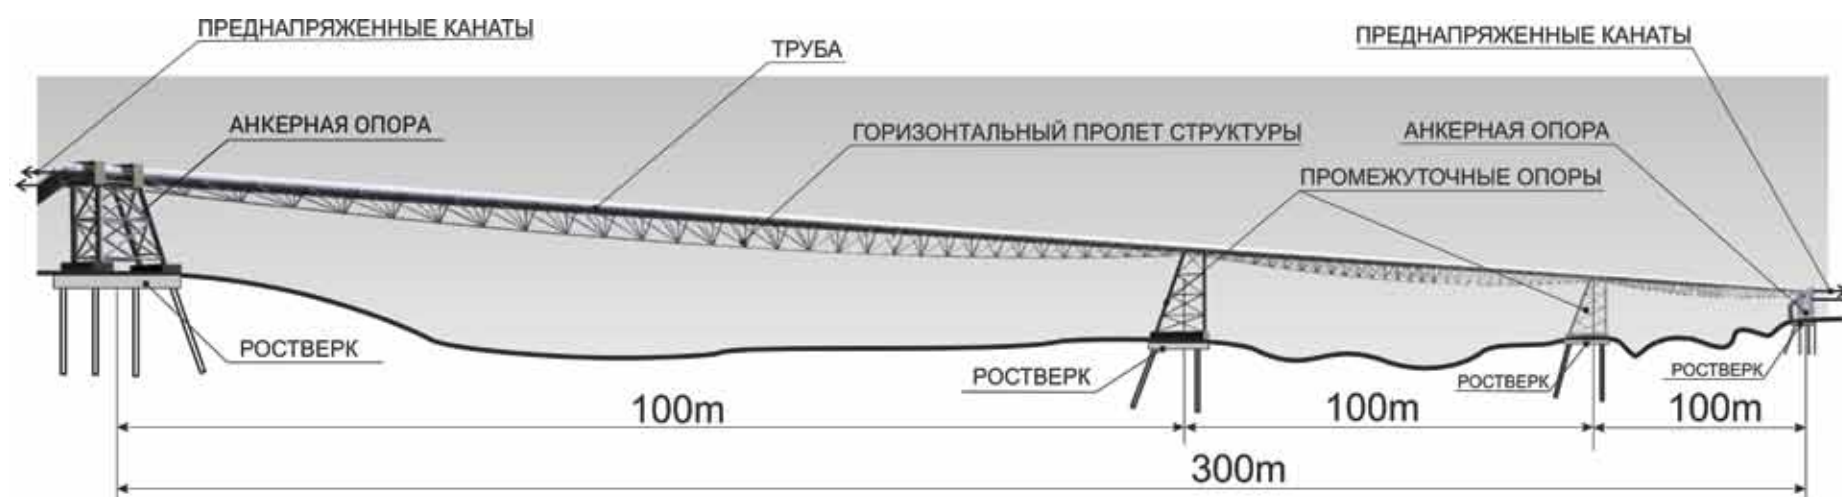 ПРЕДНАПРЯЖЕННЫЕ КАНАТЫ
ПРЕДНАПРЯЖЕННЫЕ КАНАТЫ
ТРУБА
АНКЕРНАЯ ОПОРА
ГОРИЗОНТАЛЬНЫЙ ПРОЛЕТ СТРУКТУРЫ
АНКЕРНАЯ ОПОРА
ПРОМЕЖУТОЧНЫЕ ОПОРЫ
РОСТВЕРК
РОСТВЕРК
РОСТВЕРК
РОСТВЕРК
100m
100m
100m
300m